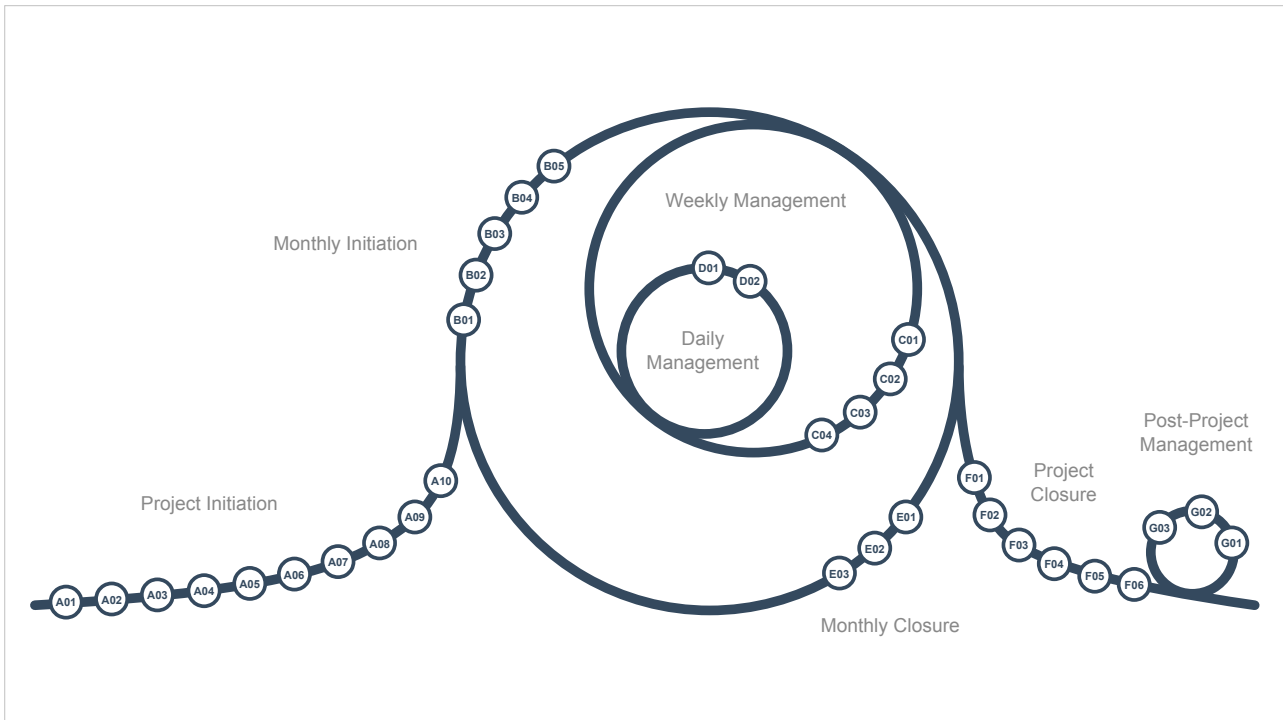 B05
B04
Weekly Management
B03
Monthly Initiation
D01
B02
D02
B01
C01
Daily
Management
C02
C03
Post-Project
Management
C04
Project
Closure
A10
F01
Project Initiation
G02
A09
E01
F02
G03
G01
A08
E02
F03
A07
F04
A06
E03
F05
A05
F06
A04
A03
A02
A01
Monthly Closure